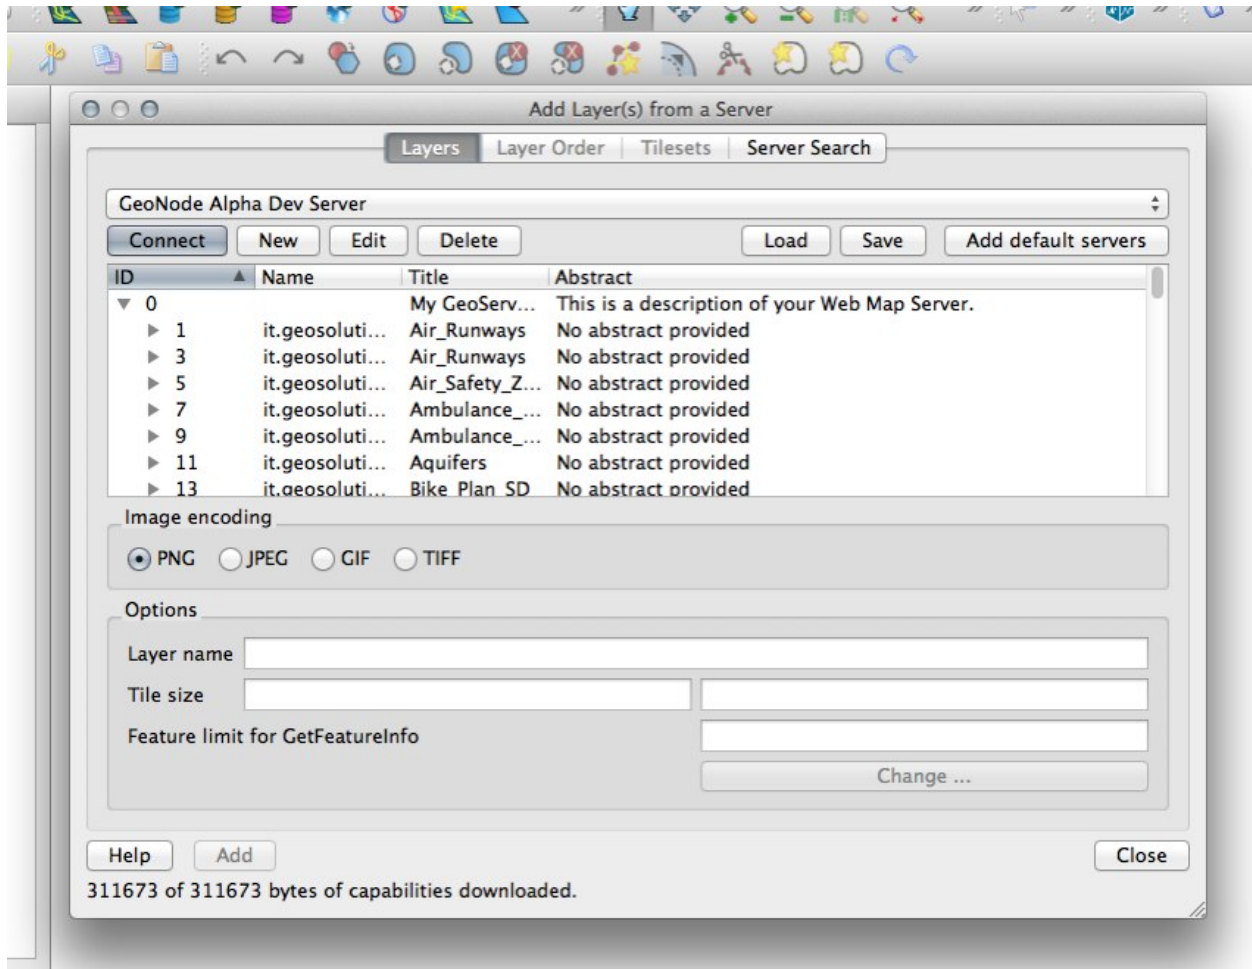 Add Layer(s) from a Server
Layers Layer Order Tilesets Server Search
GeoNode Alpha Dev Server
Connect New Edit Delete Load Save Add default servers
ID Name Title Abstract
0 My GeoServ... This is a description of your Web Map Server.
1 it.geosoluti... Air_Runways No abstract provided
3 it.geosoluti... Air_Runways No abstract provided
5 it.geosoluti... Air_Safety_Z... No abstract provided
7 it.geosoluti... Ambulance_... No abstract provided
9 it.geosoluti... Ambulance_... No abstract provided
11 it.geosoluti... Aquifers No abstract provided
13 it.geosoluti... Bike_Plan_SD No abstract provided
Image encoding
PNG JPEG GIF TIFF
Options
Layer name
Tile size
Feature limit for GetFeatureInfo
Change ...
Help Add Close
311673 of 311673 bytes of capabilities downloaded.